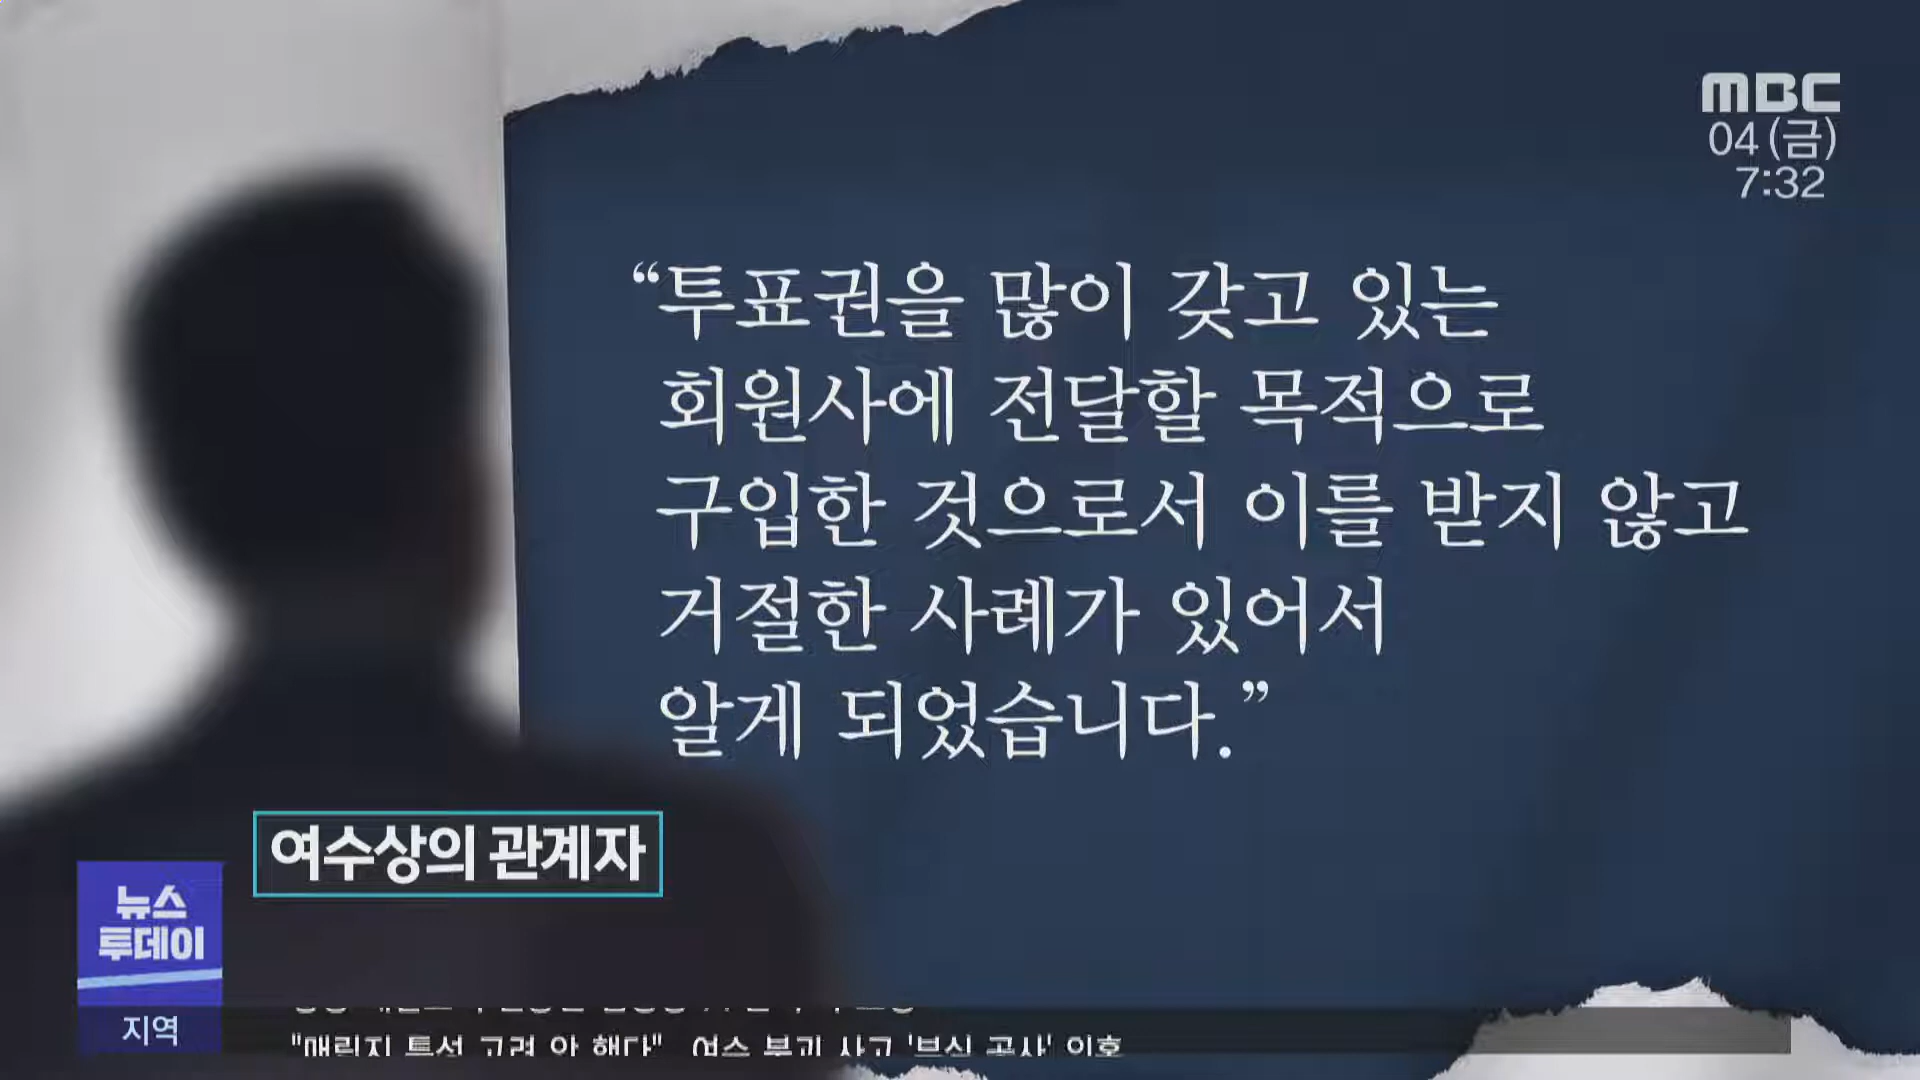 MBC
04 (금)
7:32
“투표권을 많이 갖고 있는
회원사에 전달할 목적으로
구입한 것으로서 이를 받지 않고
거절한 사례가 있어서
알게 되었습니다.”
여수상의 관계자
뉴스
투데이
지역